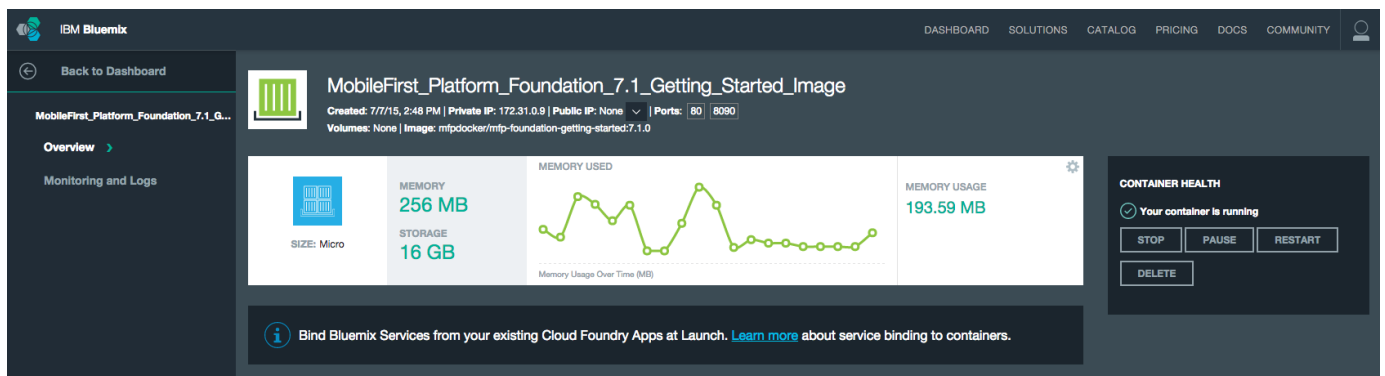 IBM Bluemix
DASHBOARD SOLUTIONS CATALOG PRICING DOCS COMMUNITY
Back to Dashboard
MobileFirst_Platform_Foundation_7.1_G...
Overview
Monitoring and Logs
MobileFirst_Platform_Foundation_7.1_Getting_Started_Image
Created: 7/7/15, 2:48 PM | Private IP: 172.31.0.9 | Public IP: None | Ports: 80 8090
Volumes: None | Image: mfpdocker/mfp-foundation-getting-started:7.1.0
SIZE: Micro
MEMORY
256 MB
STORAGE
16 GB
MEMORY USED
Memory Usage Over Time (MB)
MEMORY USAGE
193.59 MB
CONTAINER HEALTH
Your container is running
STOP PAUSE RESTART
DELETE
Bind Bluemix Services from your existing Cloud Foundry Apps at Launch. Learn more about service binding to containers.